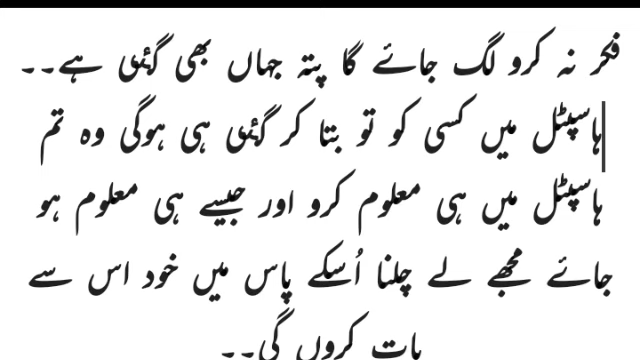 فکر نہ کرو لگ جائے گا پتہ جہاں بھی گئی ہے۔۔
ہاسپٹل میں کسی کو تو بتا کر گئی ہی ہوگی وہ تم
ہاسپٹل میں ہی معلوم کرو اور جیسے ہی معلوم ہو
جائے مجھے لے چلنا اُسکے پاس میں خود اس سے
بات کروں گی۔۔